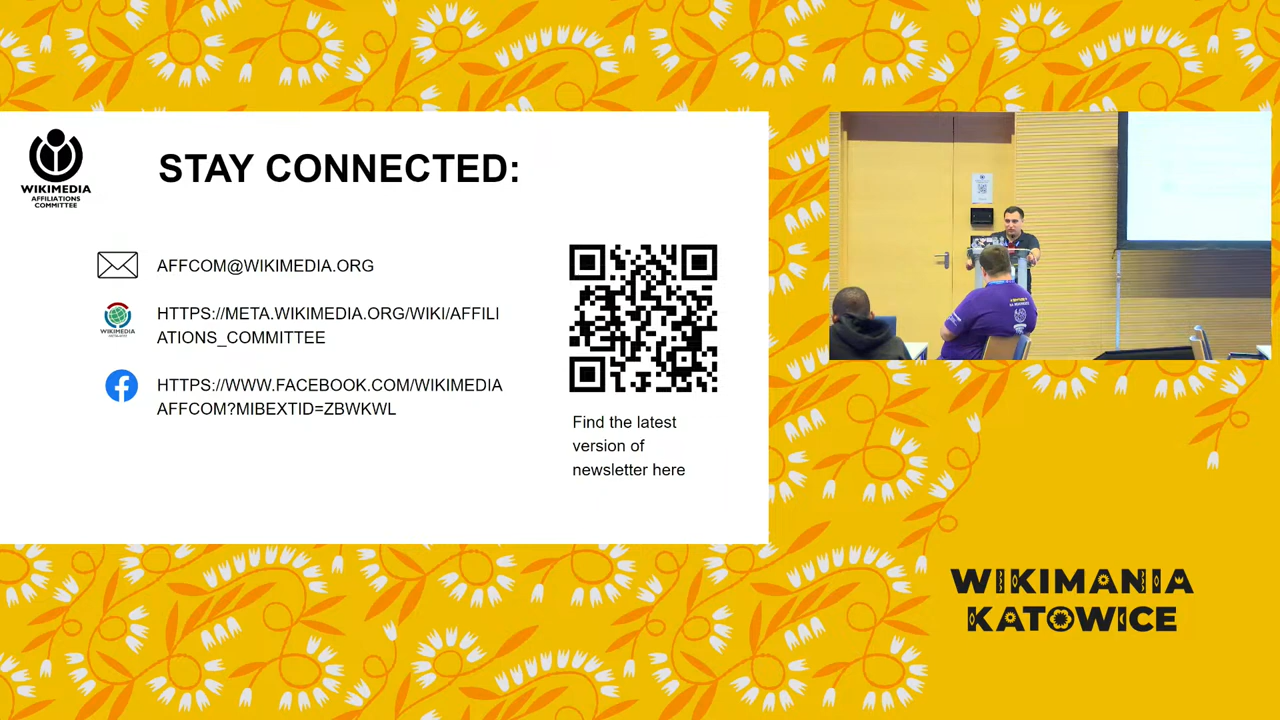 WIKIMEDIA
AFFILIATIONS
COMMITTEE
STAY CONNECTED:
AFFCOM@WIKIMEDIA.ORG
WIKIMEDIA
HTTPS://META.WIKIMEDIA.ORG/WIKI/AFFILI
ATIONS_COMMITTEE
HTTPS://WWW.FACEBOOK.COM/WIKIMEDIA
AFFCOM?MIBEXTID=ZBWKWL
Find the latest
version of
newsletter here
WIKIMANIA
KATOWICE